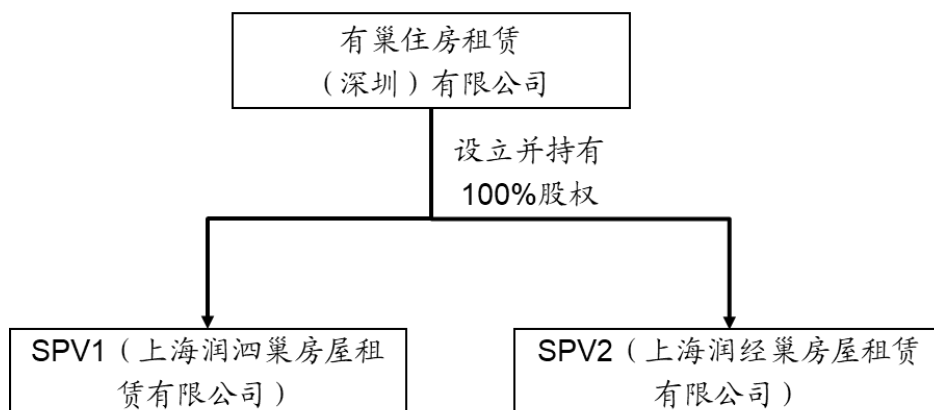 有巢住房租赁
（深圳）有限公司
设立并持有
100%股权
SPV1（上海润泗巢房屋租
赁有限公司）
SPV2（上海润经巢房屋租赁
有限公司）